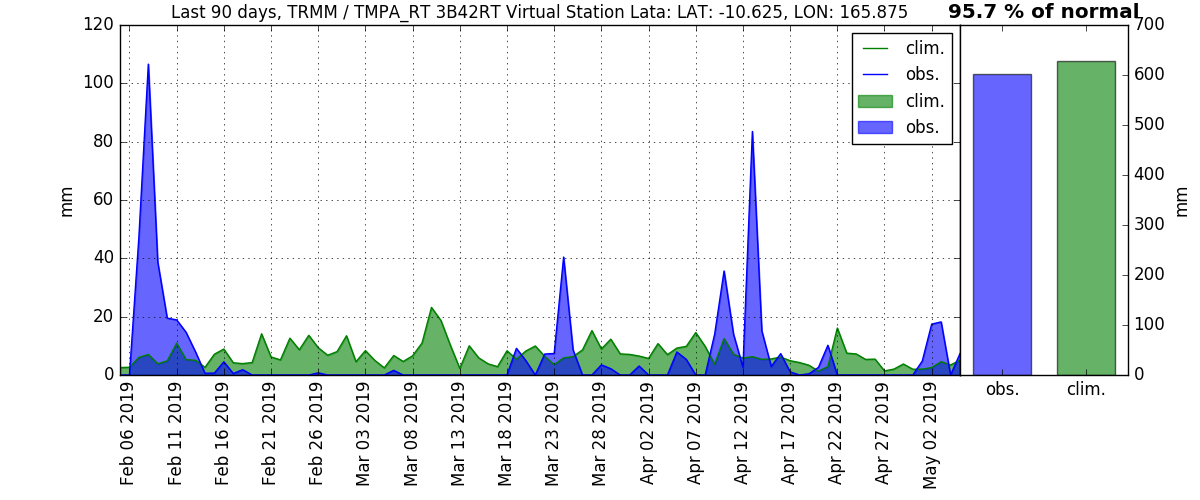 Last 90 days, TRMM / TMPA_RT 3B42RT Virtual Station Lata: LAT: -10.625, LON: 165.875
95.7 % of normal
120
100
80
60
40
20
0
mm
clim.
obs.
clim.
obs.
Feb 06 2019
Feb 11 2019
Feb 16 2019
Feb 21 2019
Feb 26 2019
Mar 03 2019
Mar 08 2019
Mar 13 2019
Mar 18 2019
Mar 23 2019
Mar 28 2019
Apr 02 2019
Apr 07 2019
Apr 12 2019
Apr 17 2019
Apr 22 2019
Apr 27 2019
May 02 2019
700
600
500
400
300
200
100
0
mm
obs.
clim.